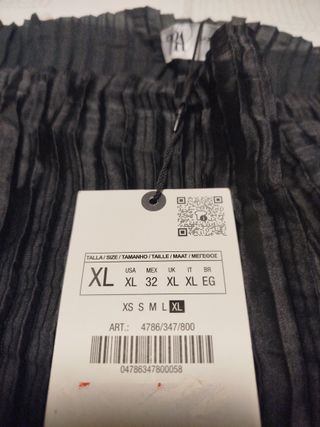 TALLA / SIZE / TAMANHO / TAILLE / MAAT / ΜΕΓΕΘΟΣ
XL
USA MEX UK IT BR
XL 32 XL XL EG
XS S M L XL
ART.: 4786/347/800
04786347800058